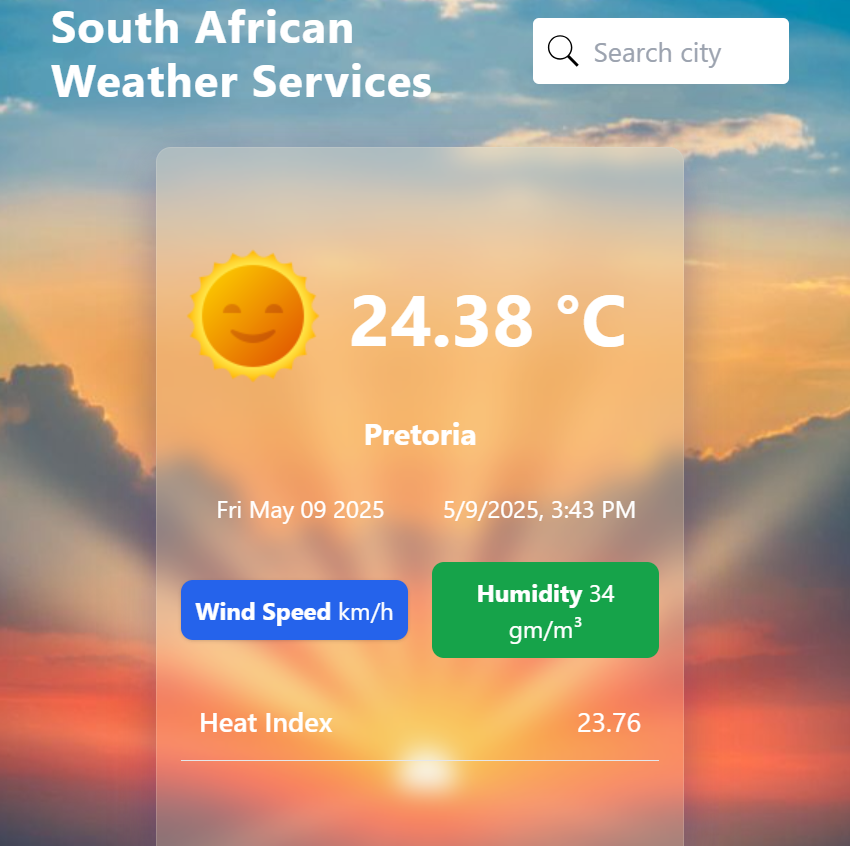 South African
Weather Services
Search city
24.38 °C
Pretoria
Fri May 09 2025
5/9/2025, 3:43 PM
Wind Speed km/h
Humidity 34
gm/m³
Heat Index
23.76